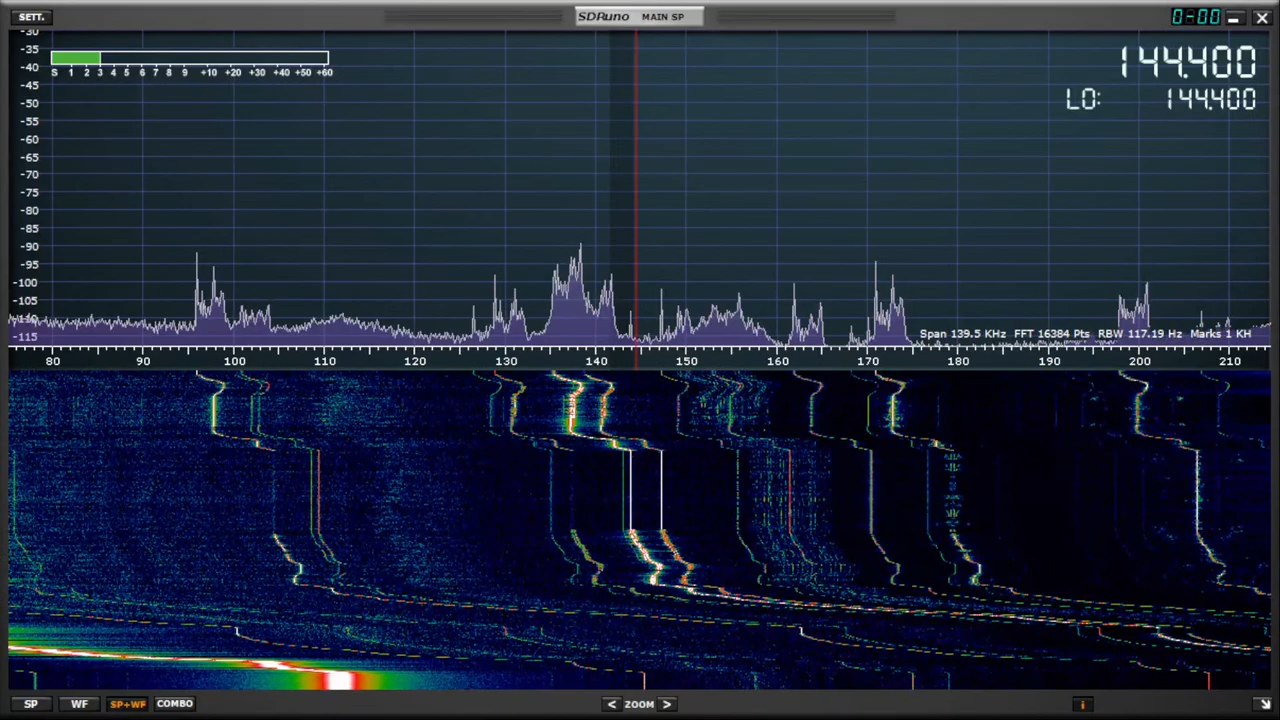 SETT.
SDRuno MAIN SP
0-00
-30
-35
-40
-45
-50
-55
-60
-65
-70
-75
-80
-85
-90
-95
-100
-105
-110
-115
S 1 2 3 4 5 6 7 8 9 +10 +20 +30 +40 +50 +60
144.400
LO: 144.400
Span 139.5 KHz FFT 16384 Pts RBW 117.19 Hz Marks 1 KH
80 90 100 110 120 130 140 150 160 170 180 190 200 210
SP WF SP+WF COMBO < ZOOM > i